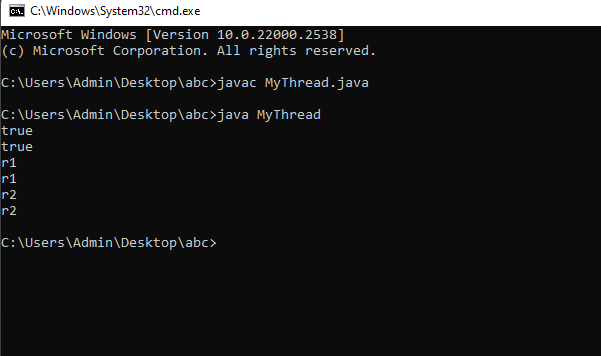 C:\Windows\System32\cmd.exe
Microsoft Windows [Version 10.0.22000.2538]
(c) Microsoft Corporation. All rights reserved.
C:\Users\Admin\Desktop\abc>javac MyThread.java
C:\Users\Admin\Desktop\abc>java MyThread
true
true
r1
r1
r2
r2
C:\Users\Admin\Desktop\abc>